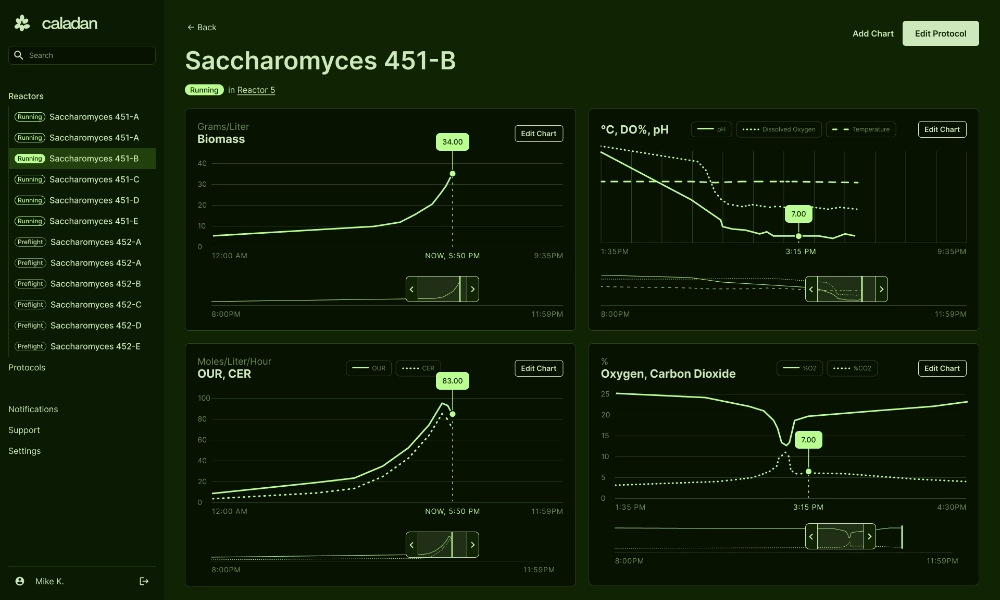 caladan
Search
Reactors
Running Saccharomyces 451-A
Running Saccharomyces 451-A
Running Saccharomyces 451-B
Running Saccharomyces 451-C
Running Saccharomyces 451-D
Running Saccharomyces 451-E
Preflight Saccharomyces 452-A
Preflight Saccharomyces 452-A
Preflight Saccharomyces 452-B
Preflight Saccharomyces 452-C
Preflight Saccharomyces 452-D
Preflight Saccharomyces 452-E
Protocols
Notifications
Support
Settings
Mike K.
← Back
Add Chart Edit Protocol
Saccharomyces 451-B
Running in Reactor 5
Grams/Liter
Biomass
Edit Chart
34.00
40
30
10
0
12:00 AM NOW, 5:50 PM 9:35PM
8:00PM 11:59PM
°C, DO%, pH
pH Dissolved Oxygen Temperature
Edit Chart
7.00
1:35PM 3:15 PM 9:35PM
8:00PM 11:59PM
Moles/Liter/Hour
OUR, CER
OUR CER
Edit Chart
83.00
100
80
60
40
20
0
12:00 AM NOW, 5:50 PM 11:59PM
8:00PM 11:59PM
%
Oxygen, Carbon Dioxide
%O2 %CO2
Edit Chart
7.00
25
20
15
10
5
0
1:35 PM 3:15 PM 4:30PM
8:00PM 11:59PM